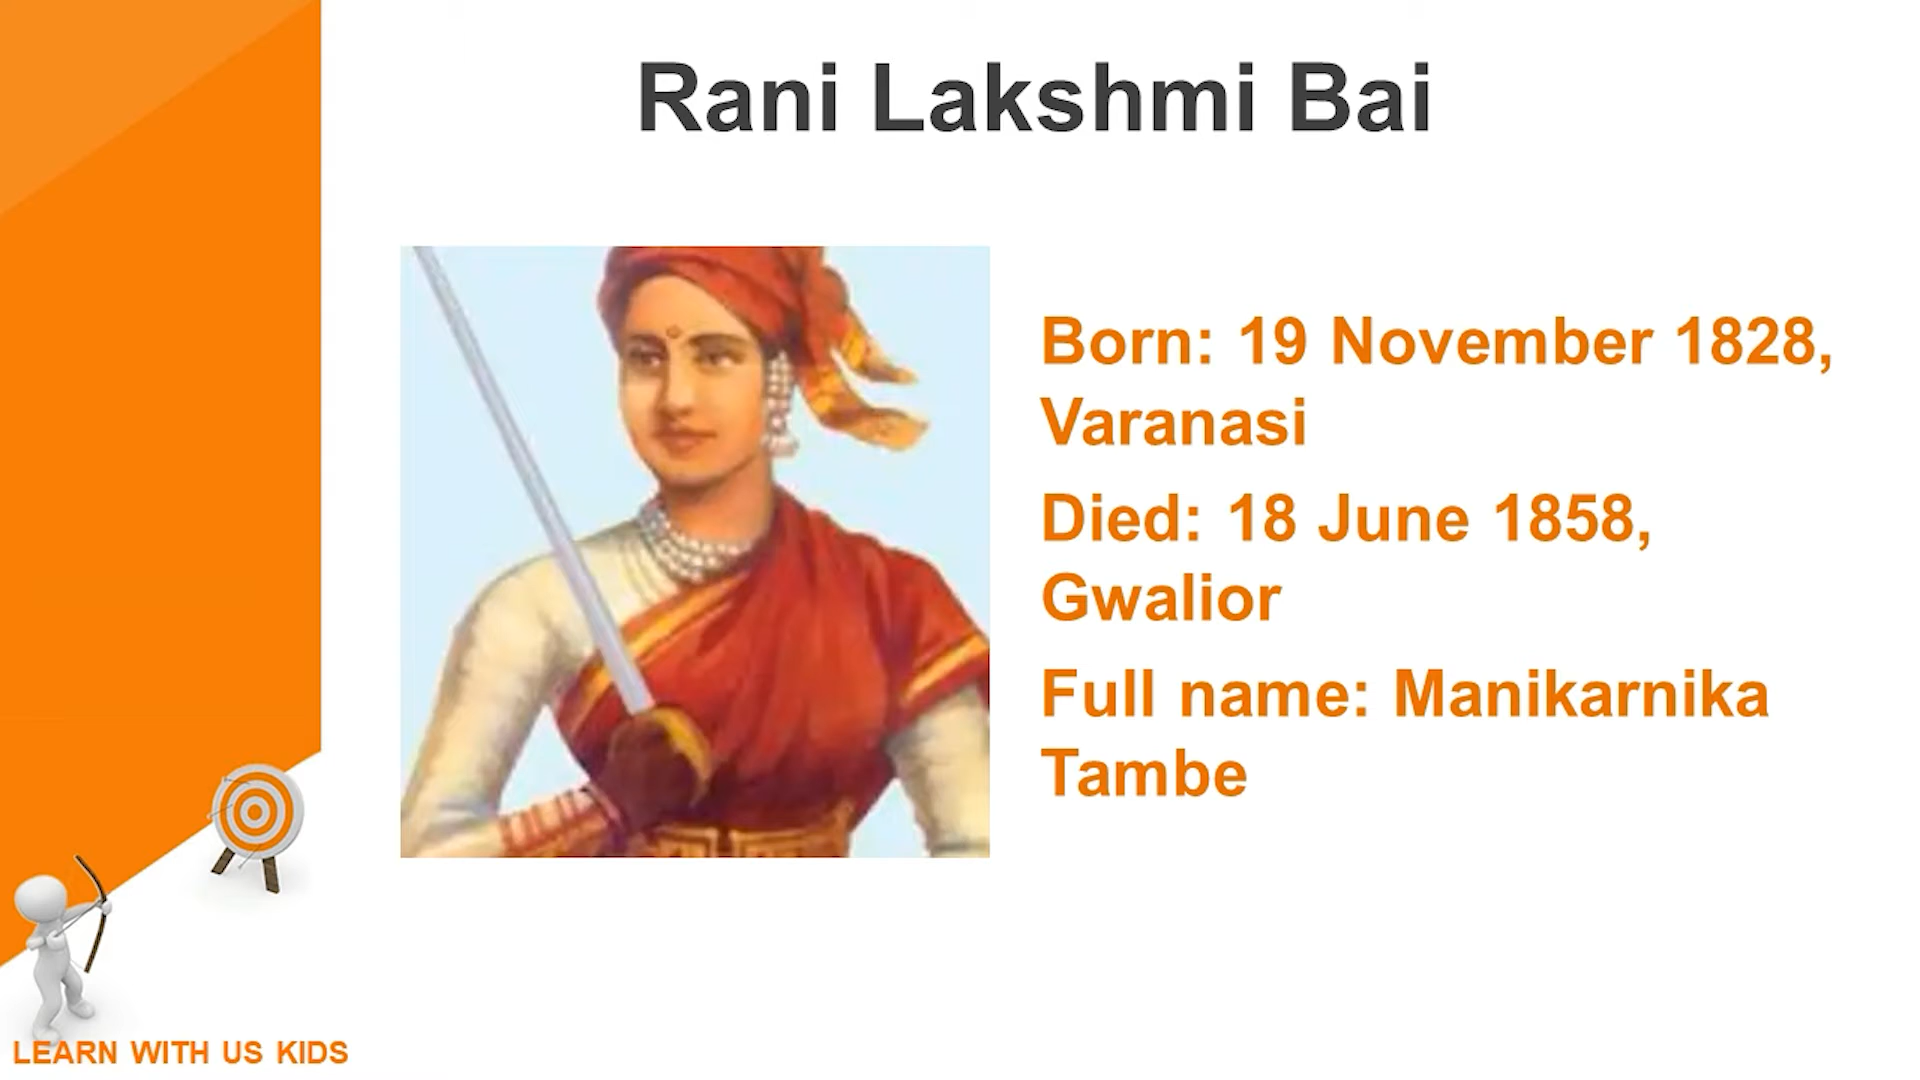 Rani Lakshmi Bai
Born: 19 November 1828,
Varanasi
Died: 18 June 1858,
Gwalior
Full name: Manikarnika
Tambe
LEARN WITH US KIDS